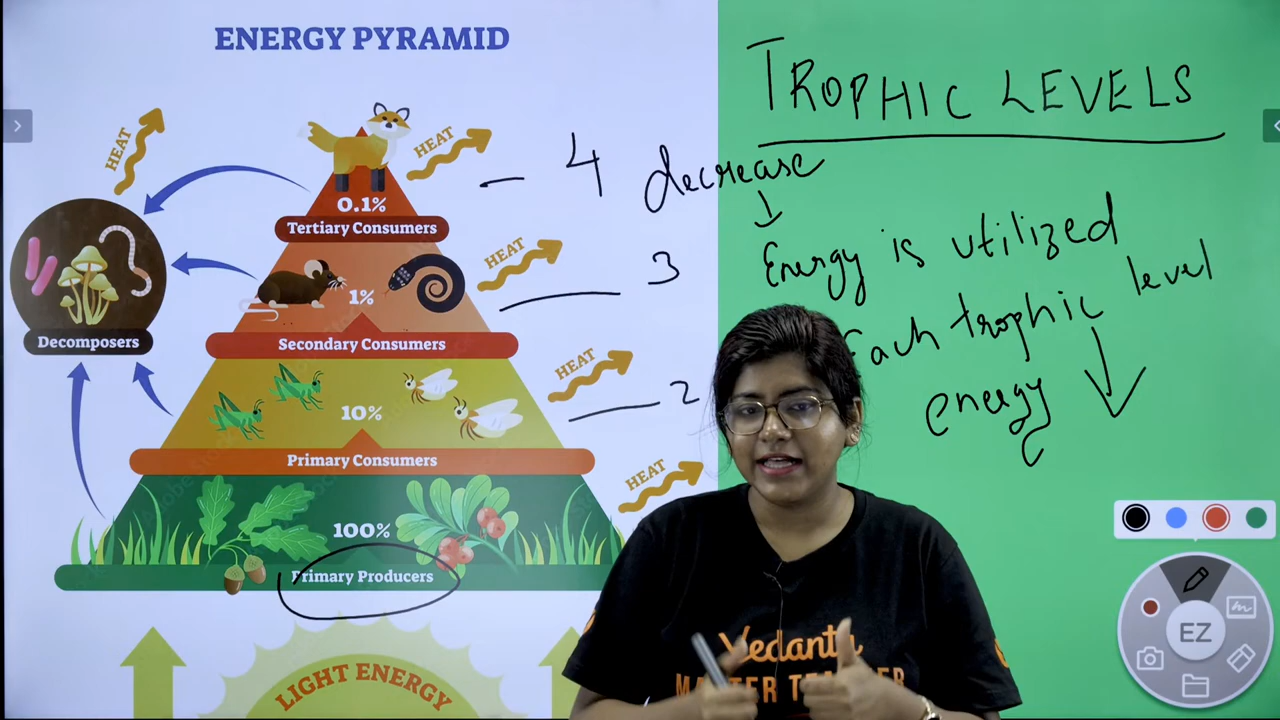 ENERGY PYRAMID
TROPHIC LEVELS
HEAT
HEAT
4 decrease
0.1%
Tertiary Consumers
Energy is utilized
HEAT
3
level
1%
Each trophic
Decomposers
Secondary Consumers
HEAT
2
energy
10%
Primary Consumers
HEAT
100%
Primary Producers
EZ
LIGHT ENERGY
Vedantu
MASTER TEACHER